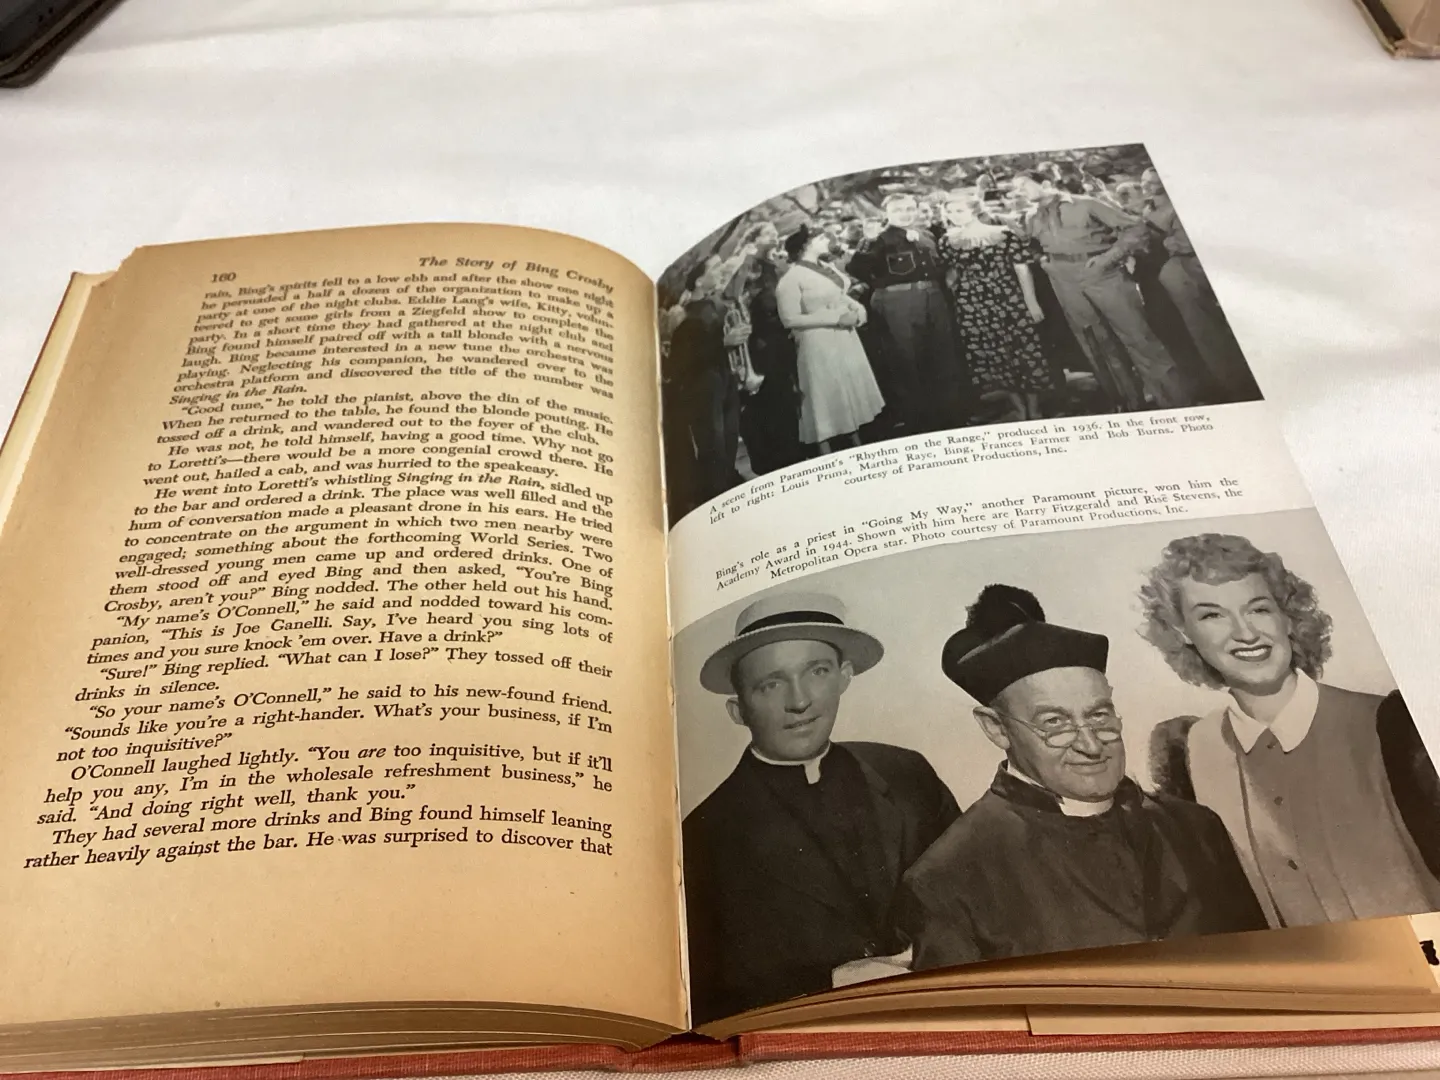 160
The Story of Bing Crosby
rain, Bing's spirits fell to a low ebb and after the show one night
he persuaded a half a dozen of the organization to make up a
party at one of the night clubs. Eddie Lang's wife, Kitty, volun-
teered to get some girls from a Ziegfeld show to complete the
party. In a short time they had gathered at the night club and
Bing found himself paired off with a tall blonde with a nervous
laugh. Bing became interested in a new tune the orchestra was
playing. Neglecting his companion, he wandered over to the
orchestra platform and discovered the title of the number was
Singing in the Rain.
"Good tune," he told the pianist, above the din of the music.
When he returned to the table, he found the blonde pouting. He
tossed off a drink, and wandered out to the foyer of the club.
He was not, he told himself, having a good time. Why not go
to Loretti's—there would be a more congenial crowd there. He
went out, hailed a cab, and was hurried to the speakeasy.
He went into Loretti's whistling Singing in the Rain, sidled up
to the bar and ordered a drink. The place was well filled and the
hum of conversation made a pleasant drone in his ears. He tried
to concentrate on the argument in which two men nearby were
engaged; something about the forthcoming World Series. Two
well-dressed young men came up and ordered drinks. One of
them stood off and eyed Bing and then asked, "You're Bing
Crosby, aren't you?" Bing nodded. The other held out his hand.
"My name's O'Connell," he said and nodded toward his com-
panion, "This is Joe Ganelli. Say, I've heard you sing lots of
times and you sure knock 'em over. Have a drink?"
"Sure!" Bing replied. "What can I lose?" They tossed off their
drinks in silence.
"So your name's O'Connell," he said to his new-found friend.
"Sounds like you're a right-hander. What's your business, if I'm
not too inquisitive?"
O'Connell laughed lightly. "You are too inquisitive, but if it'll
help you any, I'm in the wholesale refreshment business," he
said. "And doing right well, thank you."
They had several more drinks and Bing found himself leaning
rather heavily against the bar. He was surprised to discover that
A scene from Paramount's "Rhythm on the Range," produced in 1936. In the front row,
left to right: Louis Prima, Martha Raye, Bing, Frances Farmer and Bob Burns. Photo
courtesy of Paramount Productions, Inc.
Bing's role as a priest in "Going My Way," another Paramount picture, won him the
Academy Award in 1944. Shown with him here are Barry Fitzgerald and Risë Stevens, the
Metropolitan Opera star. Photo courtesy of Paramount Productions, Inc.